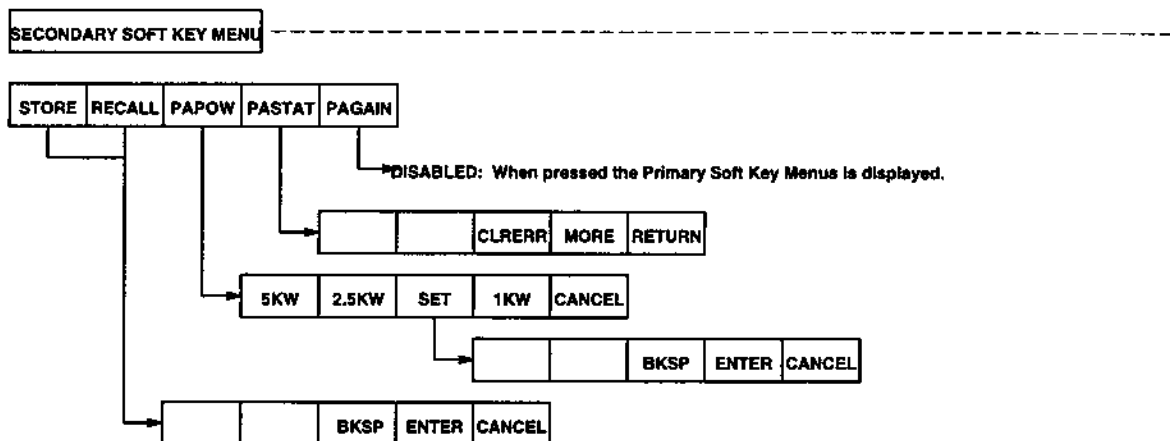 SECONDARY SOFT KEY MENU
STORE RECALL PAPOW PASTAT PAGAIN
DISABLED: When pressed the Primary Soft Key Menus is displayed.
CLRERR MORE RETURN
5KW 2.5KW SET 1KW CANCEL
BKSP ENTER CANCEL
BKSP ENTER CANCEL